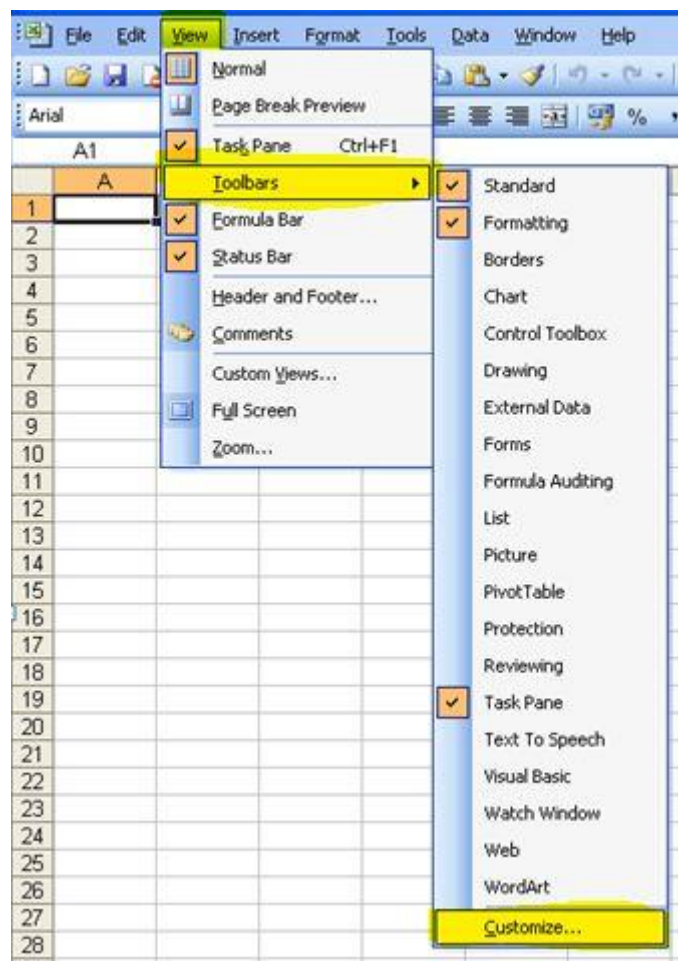 File Edit View Insert Format Tools Data Window Help
Normal
Arial
Page Break Preview
%
A1
Task Pane Ctrl+F1
A
Toolbars
Standard
1
Formula Bar
Formatting
2
Status Bar
Borders
3
4
Header and Footer...
Chart
5
Comments
Control Toolbox
6
7
Custom Views...
Drawing
8
Full Screen
External Data
9
10
Zoom...
Forms
11
Formula Auditing
12
List
13
14
Picture
15
PivotTable
16
Protection
17
18
Reviewing
19
Task Pane
20
Text To Speech
21
22
Visual Basic
23
Watch Window
24
Web
25
26
WordArt
27
Customize...
28